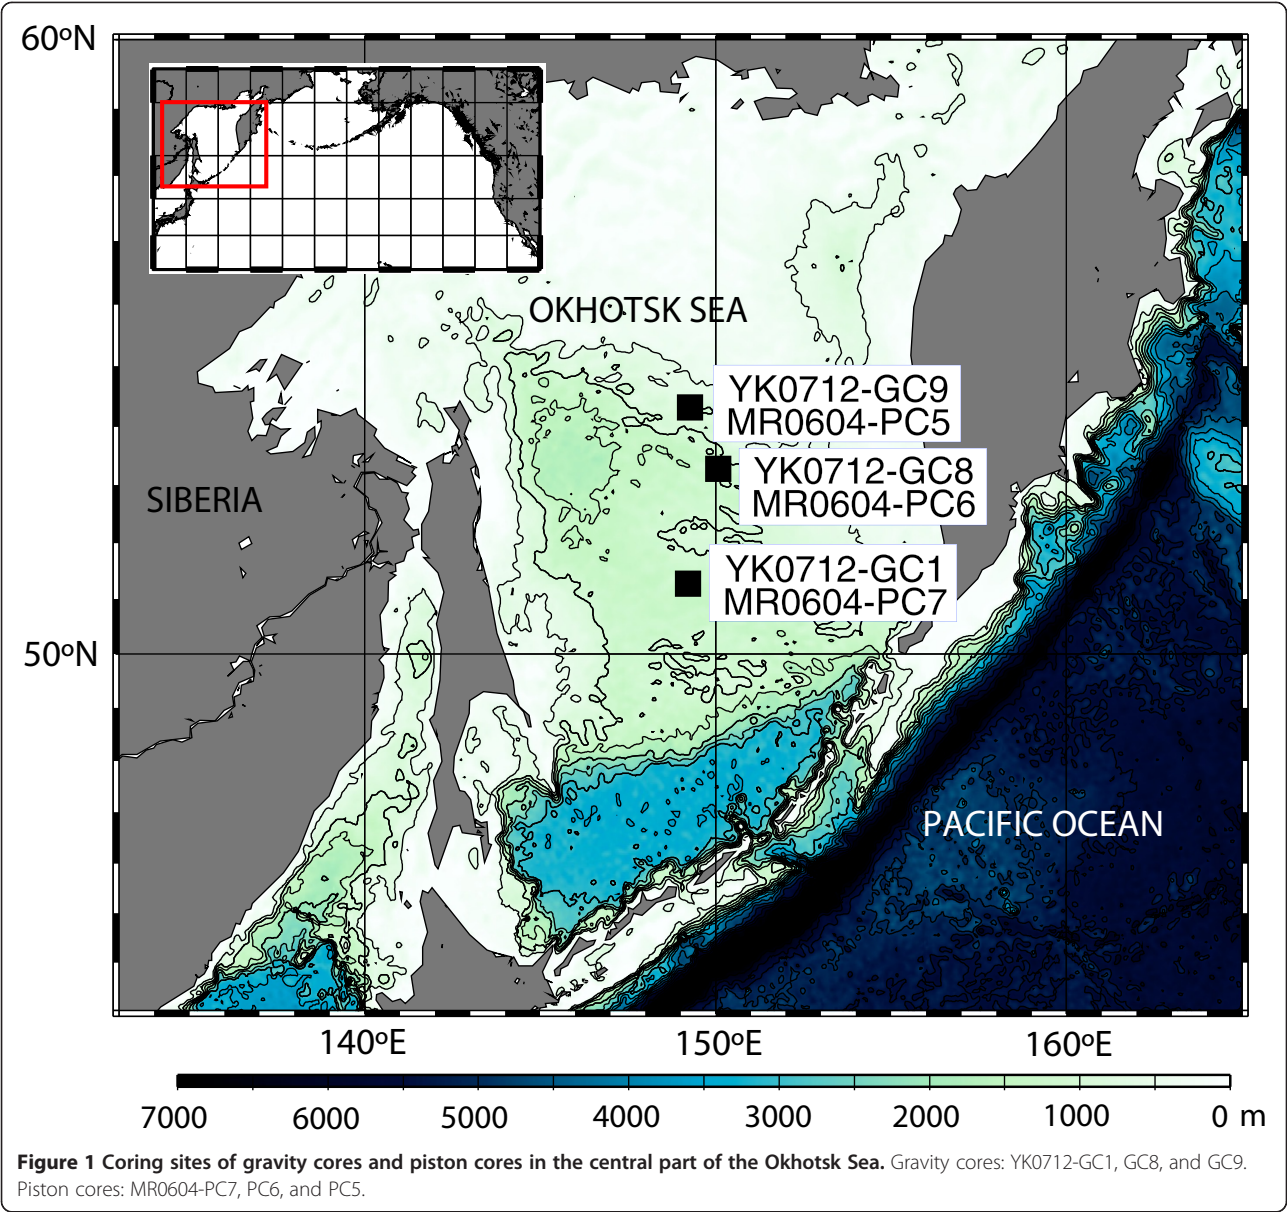 60ºN
OKHOTSK SEA
YK0712-GC9
MR0604-PC5
YK0712-GC8
MR0604-PC6
SIBERIA
YK0712-GC1
MR0604-PC7
50ºN
PACIFIC OCEAN
140ºE 150ºE 160ºE
7000 6000 5000 4000 3000 2000 1000 0 m
Figure 1 Coring sites of gravity cores and piston cores in the central part of the Okhotsk Sea. Gravity cores: YK0712-GC1, GC8, and GC9.
Piston cores: MR0604-PC7, PC6, and PC5.